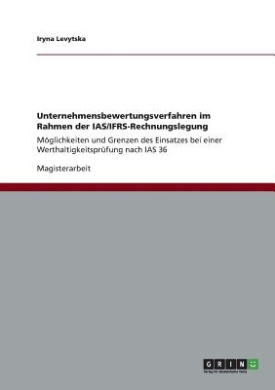 Iryna Levytska
Unternehmensbewertungsverfahren im
Rahmen der IAS/IFRS-Rechnungslegung
Möglichkeiten und Grenzen des Einsatzes bei einer
Werthaltigkeitsprüfung nach IAS 36
Magisterarbeit
GRIN